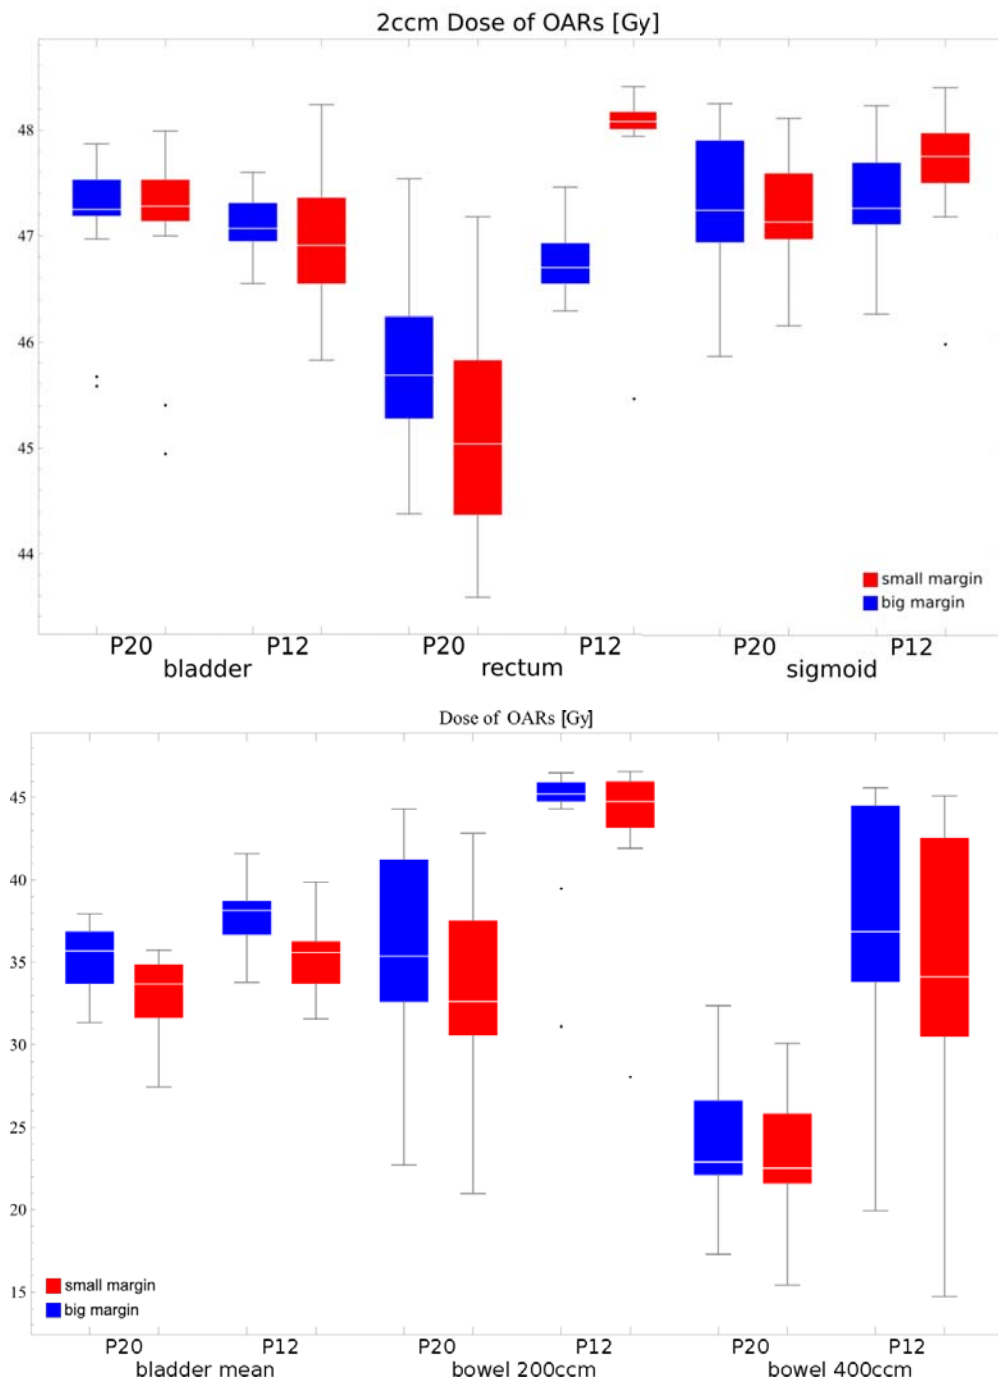 2ccm Dose of OARs [Gy]
48
47
46
45
44
small margin
big margin
P20 P12 P20 P12 P20 P12
bladder rectum sigmoid
Dose of OARs [Gy]
45
40
35
30
25
20
15
small margin
big margin
P20 P12 P20 P12 P20 P12
bladder mean bowel 200ccm bowel 400ccm